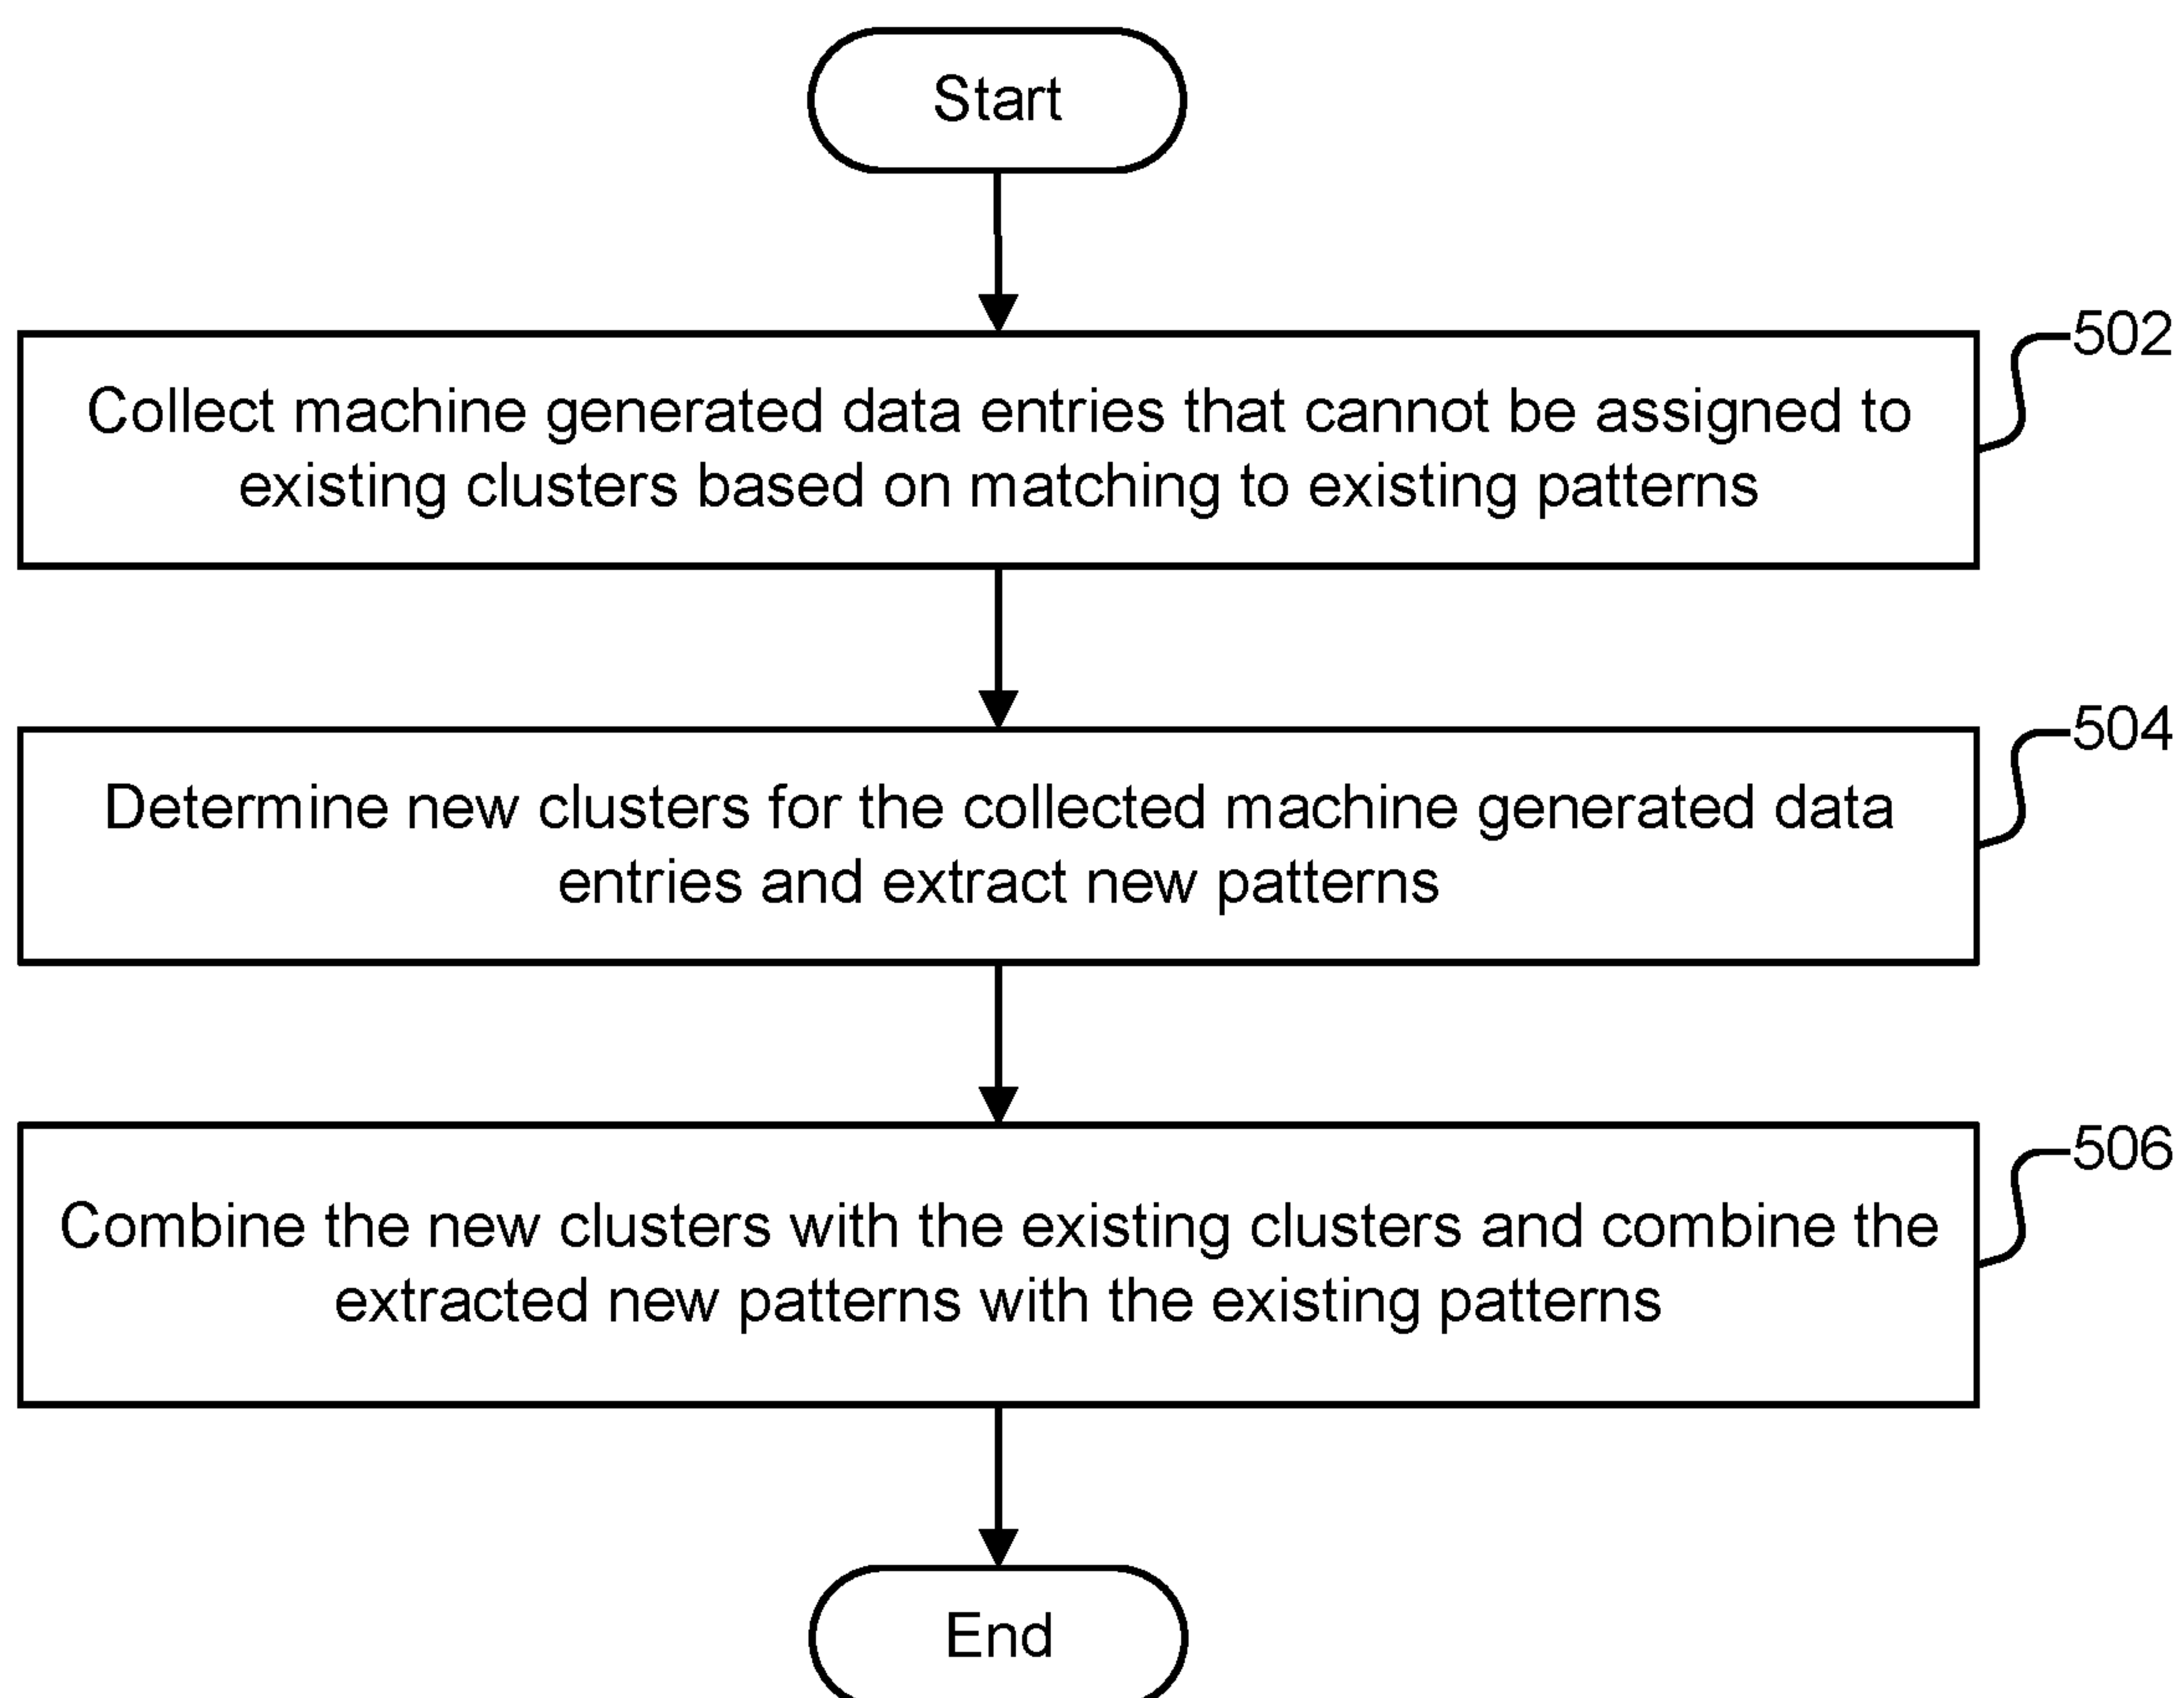 Start
502
Collect machine generated data entries that cannot be assigned to
existing clusters based on matching to existing patterns
504
Determine new clusters for the collected machine generated data
entries and extract new patterns
506
Combine the new clusters with the existing clusters and combine the
extracted new patterns with the existing patterns
End